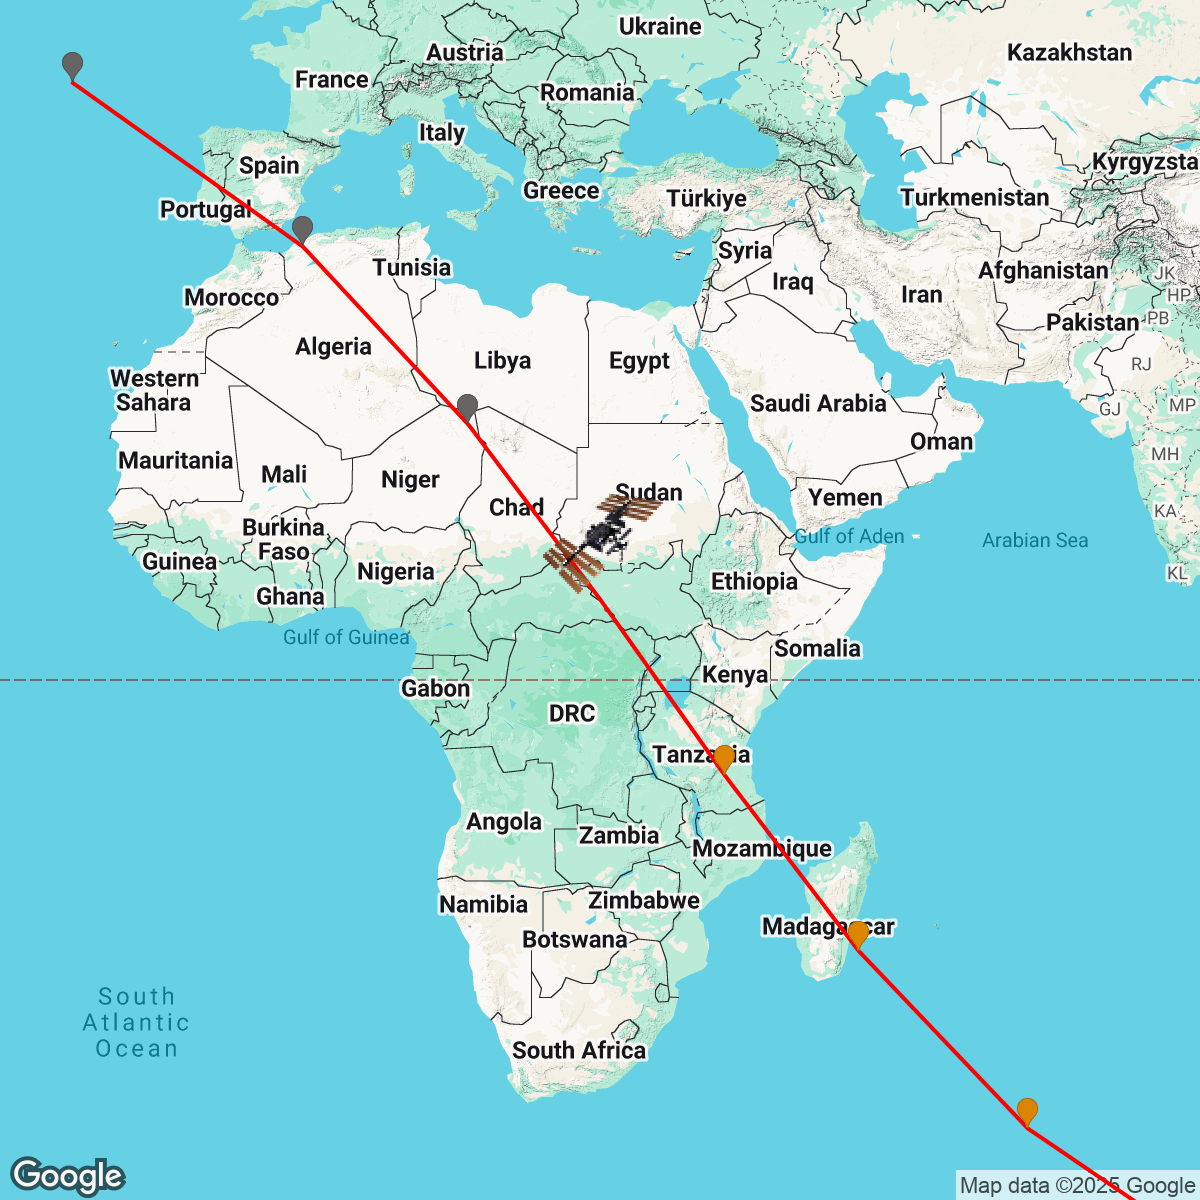 Ukraine
Kazakhstan
Austria
France
Romania
Italy
Kyrgyzsta
Spain
Greece
Türkiye
Turkmenistan
Portugal
Syria
Tunisia
Afghanistan
JK
Iraq
Iran
HP
Morocco
Pakistan
PB
Algeria
Libya
Egypt
RJ
Western
Sahara
Saudi Arabia
GJ
MP
Oman
Mauritania
MH
Mali
Niger
Sudan
Yemen
Chad
KA
Burkina
Faso
Gulf of Aden
Arabian Sea
Guinea
Nigeria
KL
Ethiopia
Ghana
Gulf of Guinea
Somalia
Kenya
Gabon
DRC
Tanzania
Angola
Zambia
Mozambique
Zimbabwe
Namibia
Madagascar
Botswana
South
Atlantic
Ocean
South Africa
Google
Map data ©2025 Google